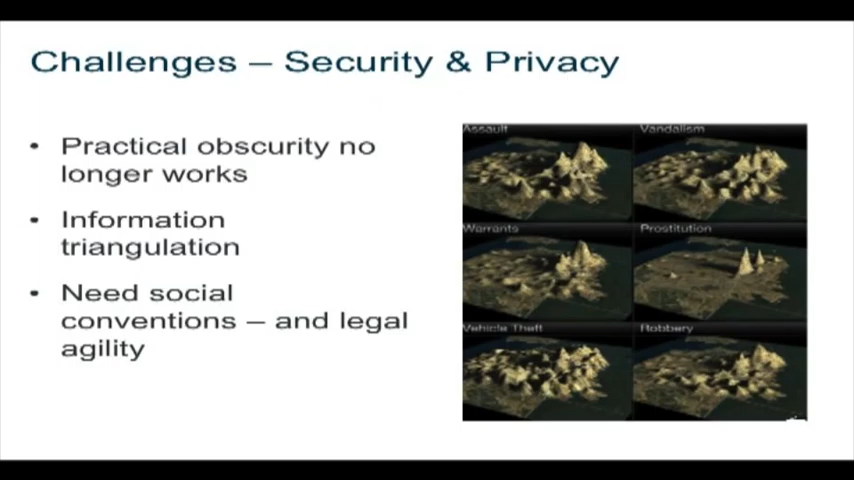 Challenges – Security & Privacy
• Practical obscurity no
longer works
• Information
triangulation
• Need social
conventions – and legal
agility
Assault
Vandalism
Warrants
Prostitution
Vehicle Theft
Robbery